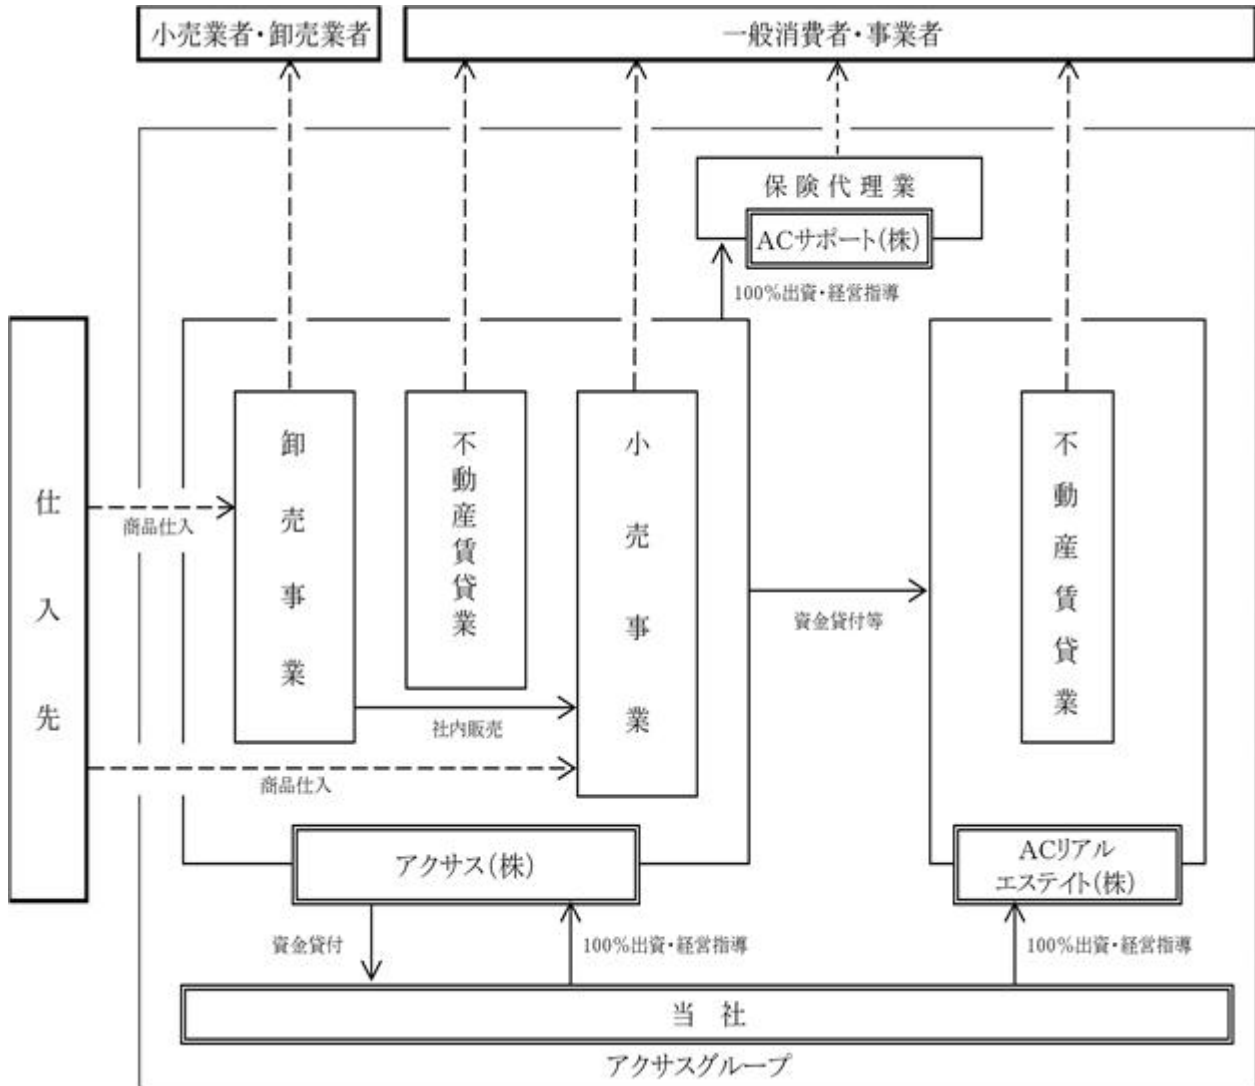 小売業者・卸売業者
一般消費者・事業者
保険代理業
ACサポート(株)
100%出資・経営指導
仕入先
商品仕入
卸売事業
不動産賃貸業
小売事業
不動産賃貸業
資金貸付等
社内販売
商品仕入
アクサス(株)
ACリアル
エステイト(株)
資金貸付
100%出資・経営指導
100%出資・経営指導
当社
アクサスグループ